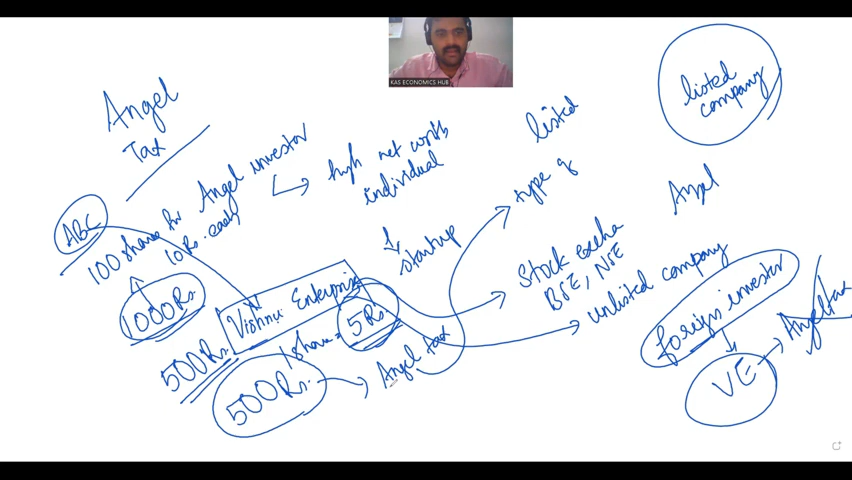 KAS ECONOMICS HUB
Angel
Tax
Angel investor
high net worth
individual
startup
ABC
100 share for
10 Rs. each
1000 Rs.
500 Rs.
Vishnu Enterprise
1 share =
5 Rs.
500 Rs.
Angel tax
listed
type of
Stock excha
BSE, NSE
unlisted company
listed
company
Angel
foreign investor
VE
Angel tax